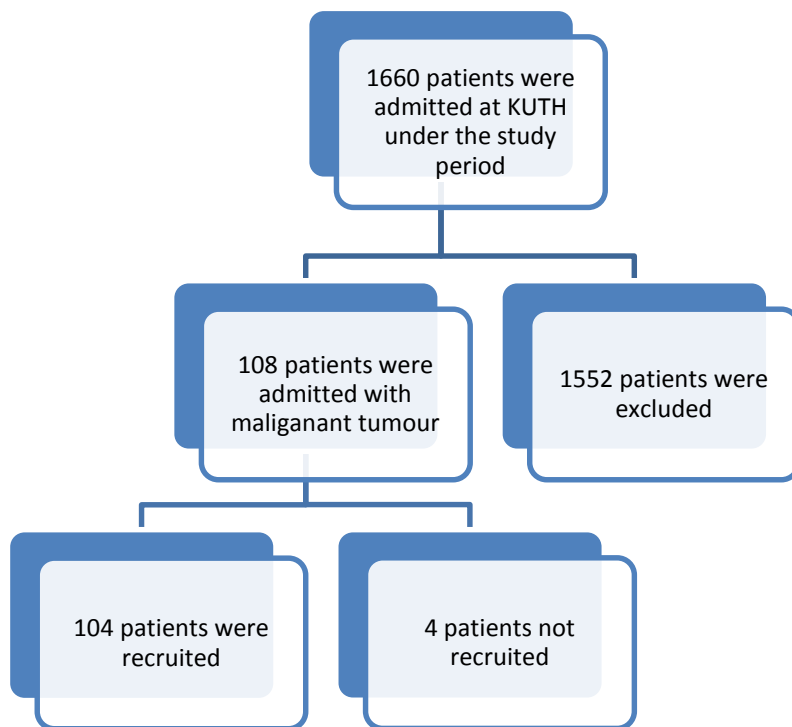 1660 patients were
admitted at KUTH
under the study
period
108 patients were
admitted with
maliganant tumour
1552 patients were
excluded
104 patients were
recruited
4 patients not
recruited